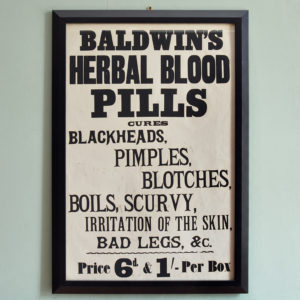 BALDWIN'S
HERBAL BLOOD
PILLS
CURES
BLACKHEADS,
PIMPLES,
BLOTCHES,
BOILS, SCURVY,
IRRITATION OF THE SKIN,
BAD LEGS, &c.
Price 6d & 1/- Per Box